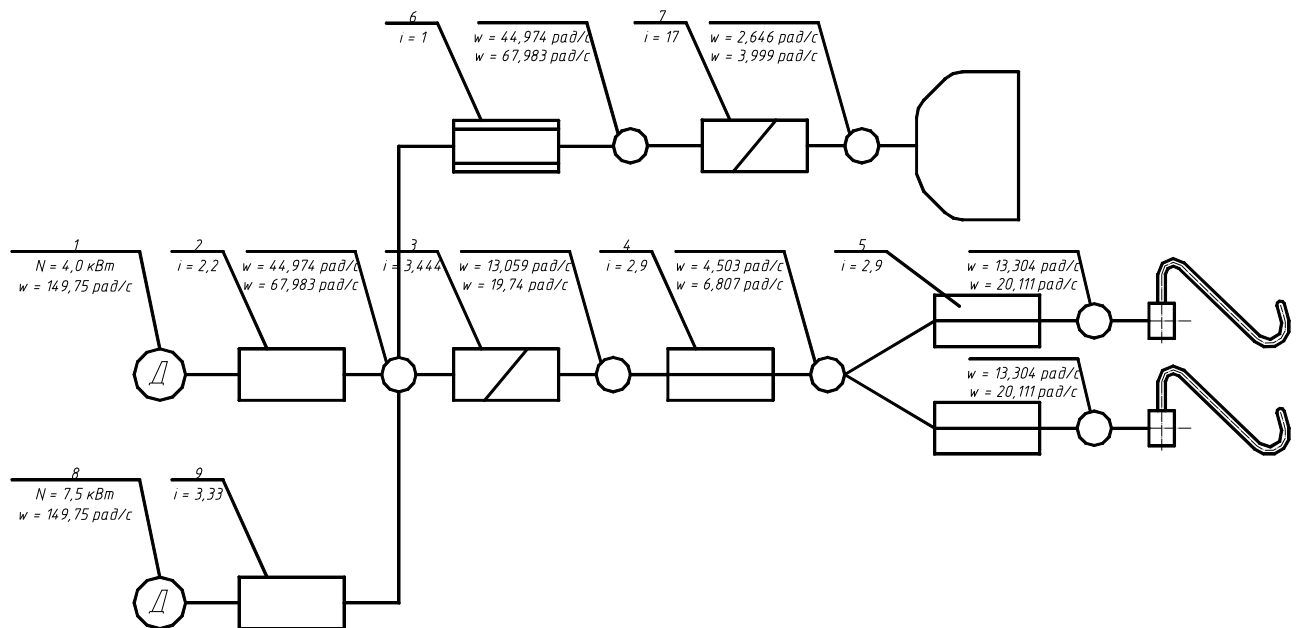 6
i = 1
w = 44,974 рад/с
w = 67,983 рад/с
7
i = 17
w = 2,646 рад/с
w = 3,999 рад/с
1
N = 4,0 кВт
w = 149,75 рад/с
2
i = 2,2
w = 44,974 рад/с
w = 67,983 рад/с
3
i = 3,444
w = 13,059 рад/с
w = 19,74 рад/с
4
i = 2,9
w = 4,503 рад/с
w = 6,807 рад/с
5
i = 2,9
w = 13,304 рад/с
w = 20,111 рад/с
w = 13,304 рад/с
w = 20,111 рад/с
Д
8
N = 7,5 кВт
w = 149,75 рад/с
9
i = 3,33
Д